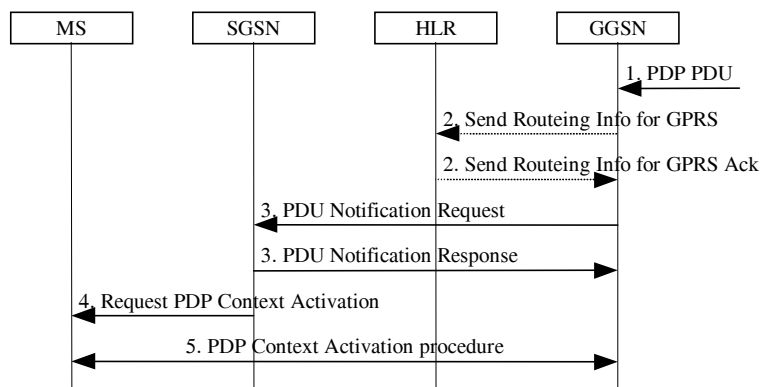 MS
SGSN
HLR
GGSN
1. PDP PDU
2. Send Routeing Info for GPRS
2. Send Routeing Info for GPRS Ack
3. PDU Notification Request
3. PDU Notification Response
4. Request PDP Context Activation
5. PDP Context Activation procedure